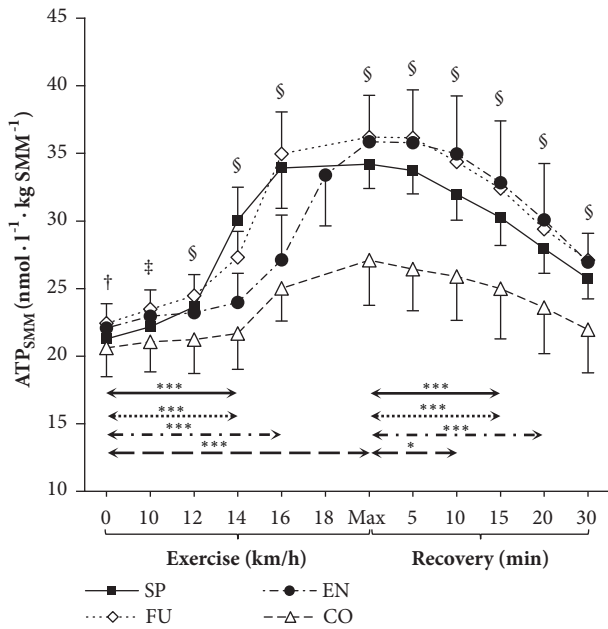 45
40
35
30
25
20
15
10
ATP_SMM (nmol · l⁻¹ · kg SMM⁻¹)
† ‡ § § § § § § § § §
*** ***
*** ***
*** ***
*** *
0 10 12 14 16 18 Max 5 10 15 20 30
Exercise (km/h) Recovery (min)
SP EN
FU CO